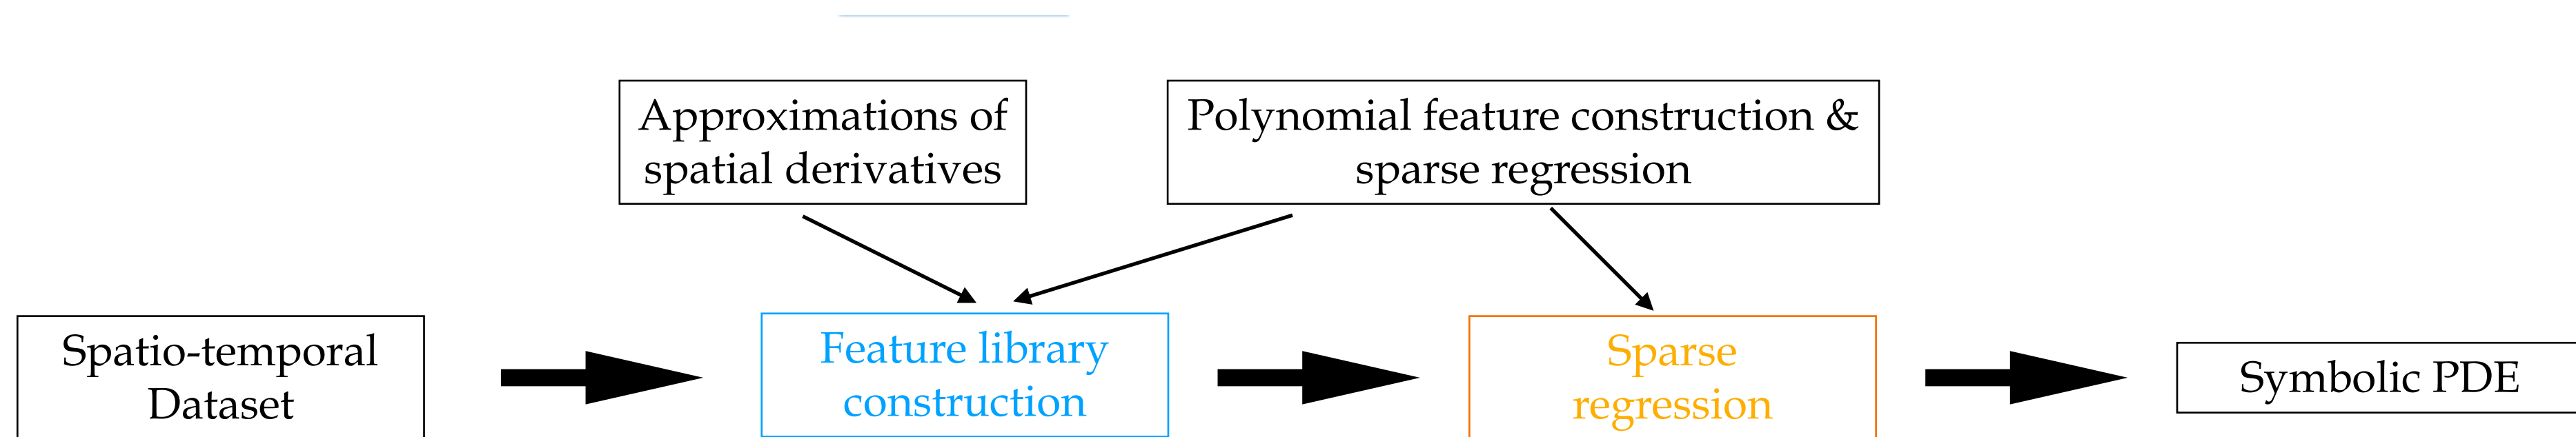 Approximations of
spatial derivatives
Polynomial feature construction &
sparse regression
Spatio-temporal
Dataset
Feature library
construction
Sparse
regression
Symbolic PDE